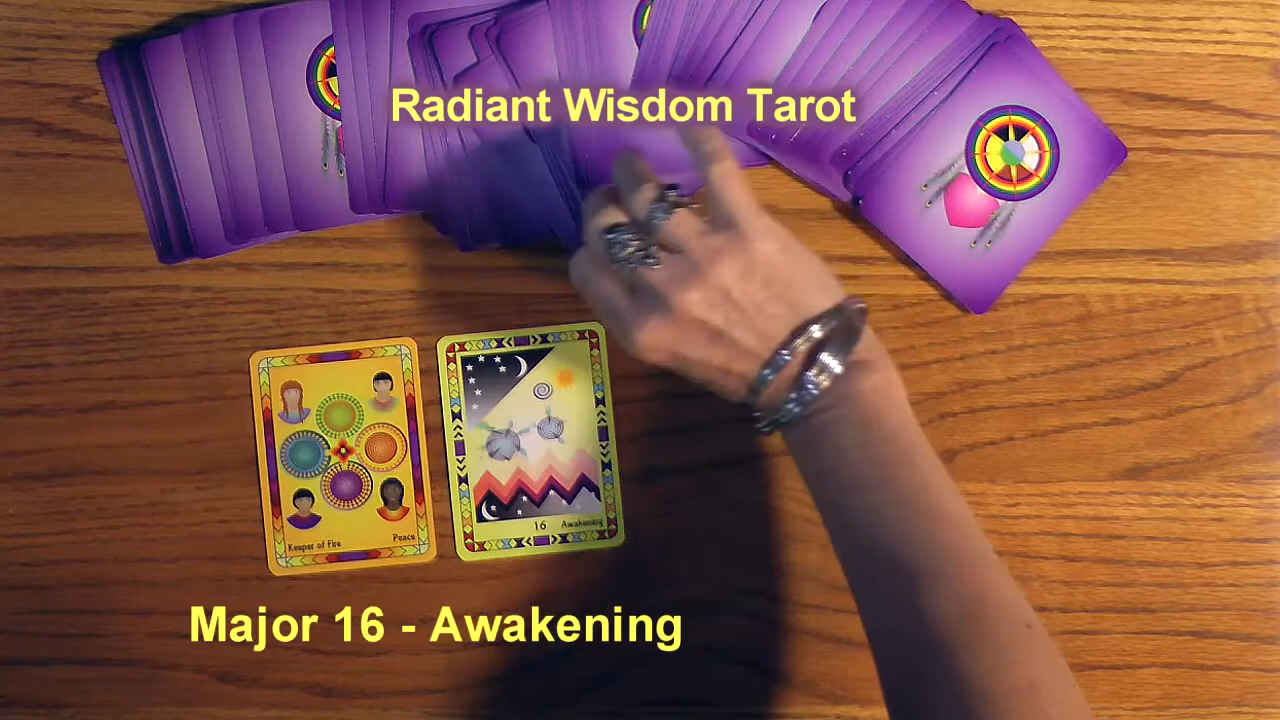 Radiant Wisdom Tarot
Keeper of Fire
Peace
16 Awakening
Major 16 - Awakening